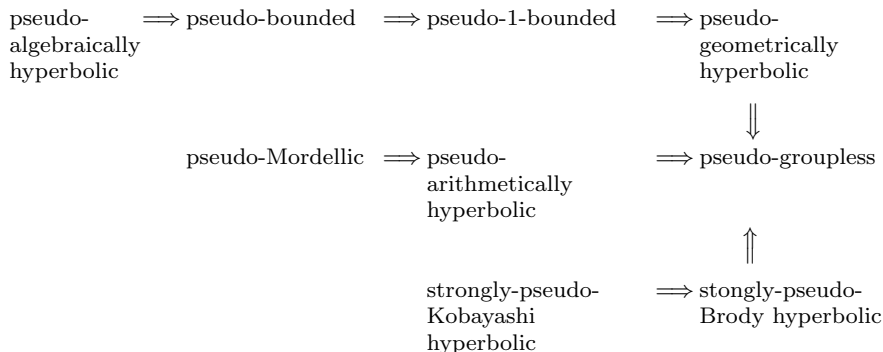 pseudo- ⟹ pseudo-bounded ⟹ pseudo-1-bounded ⟹ pseudo-
algebraically geometrically
hyperbolic hyperbolic
⇓
pseudo-Mordellic ⟹ pseudo- ⟹ pseudo-groupless
arithmetically
hyperbolic
⇑
strongly-pseudo- ⟹ stongly-pseudo-
Kobayashi Brody hyperbolic
hyperbolic